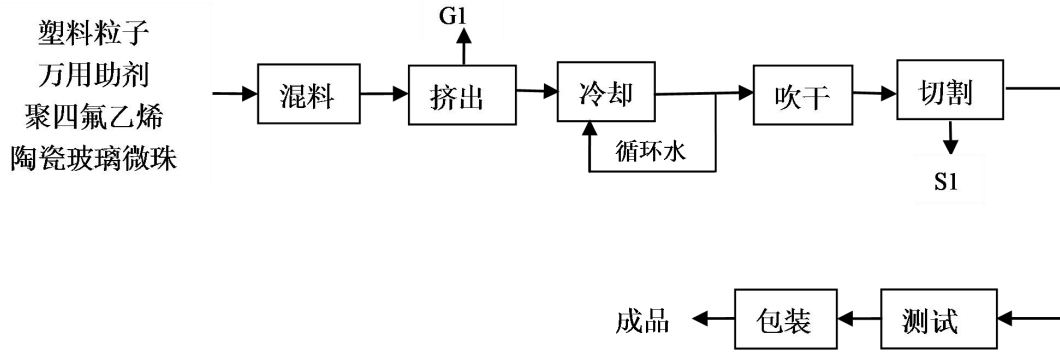 G1
塑料粒子
万用助剂
聚四氟乙烯
陶瓷玻璃微珠
混料
挤出
冷却
吹干
切割
循环水
S1
成品
包装
测试